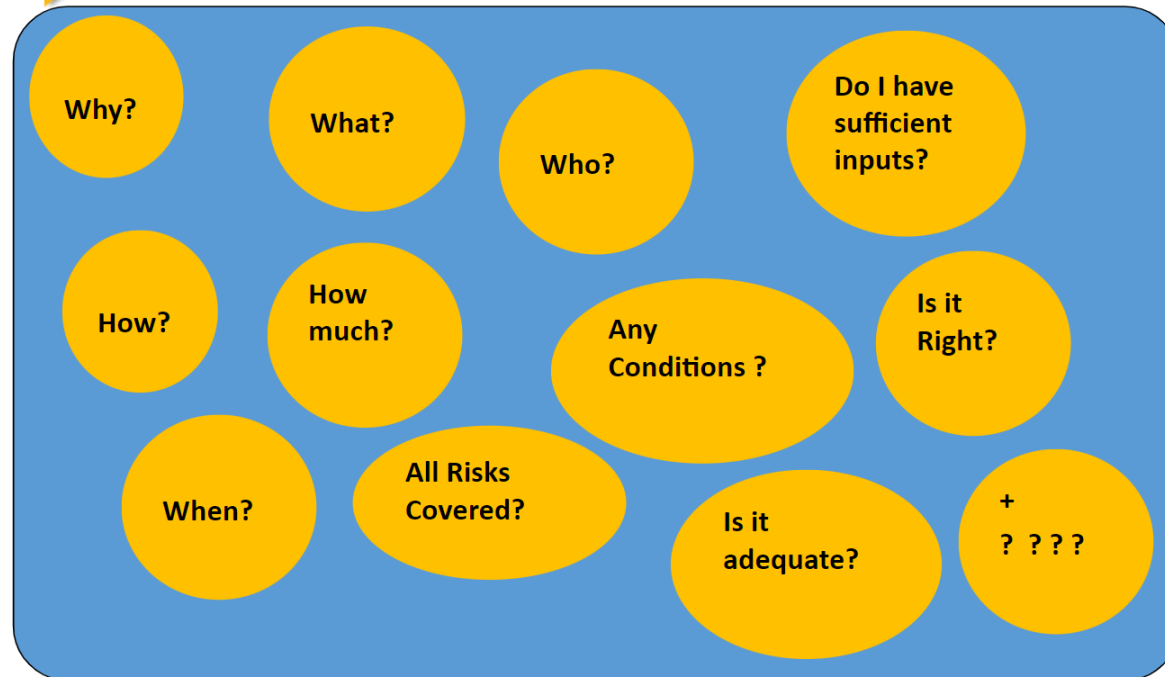 Why?
What?
Who?
Do I have
sufficient
inputs?
How?
How
much?
Any
Conditions ?
Is it
Right?
When?
All Risks
Covered?
Is it
adequate?
+
?  ? ? ?